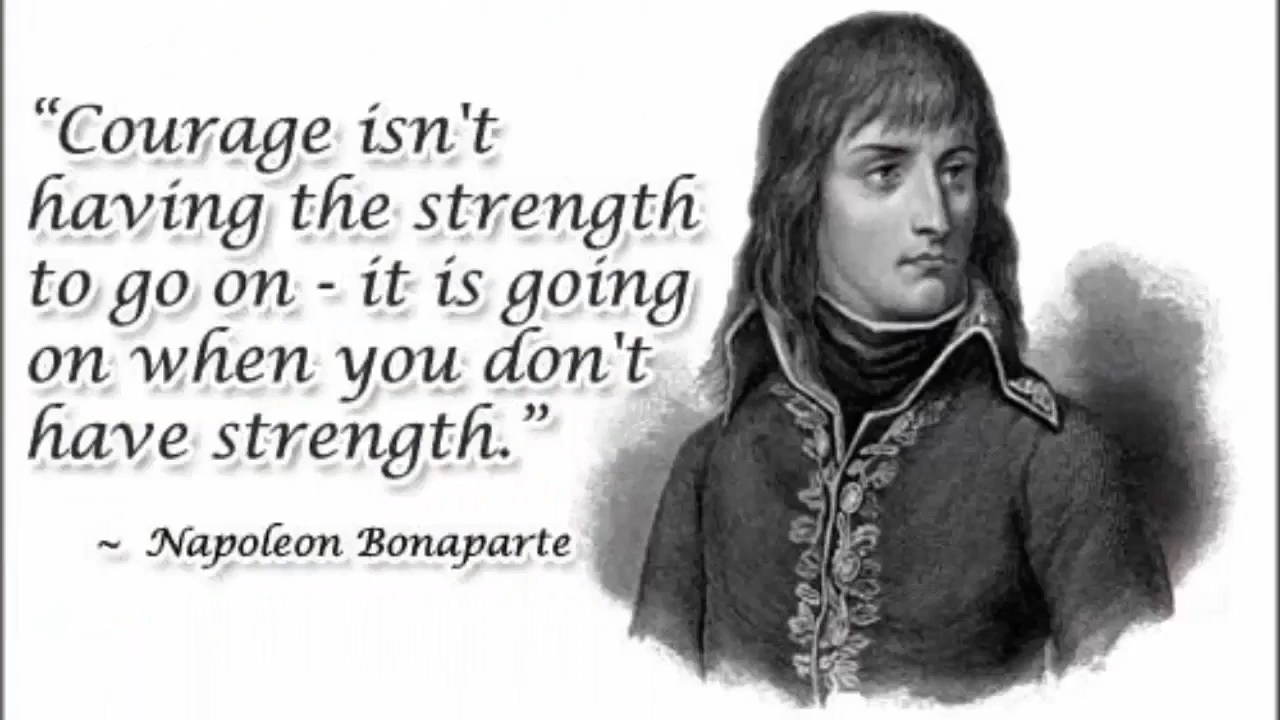 “Courage isn't
having the strength
to go on - it is going
on when you don't
have strength.”
~ Napoleon Bonaparte